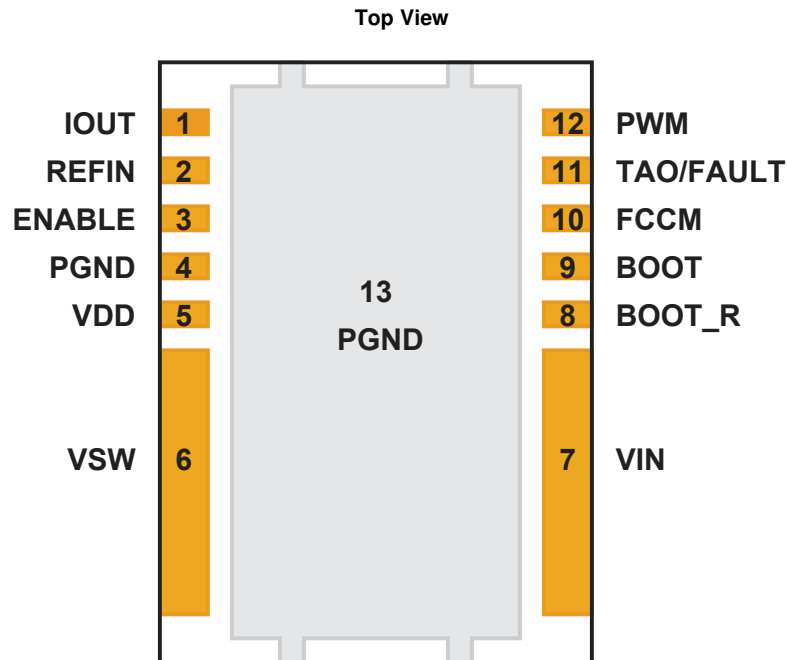 Top View
IOUT 1
REFIN 2
ENABLE 3
PGND 4
VDD 5
VSW 6
13
PGND
12 PWM
11 TAO/FAULT
10 FCCM
9 BOOT
8 BOOT_R
7 VIN